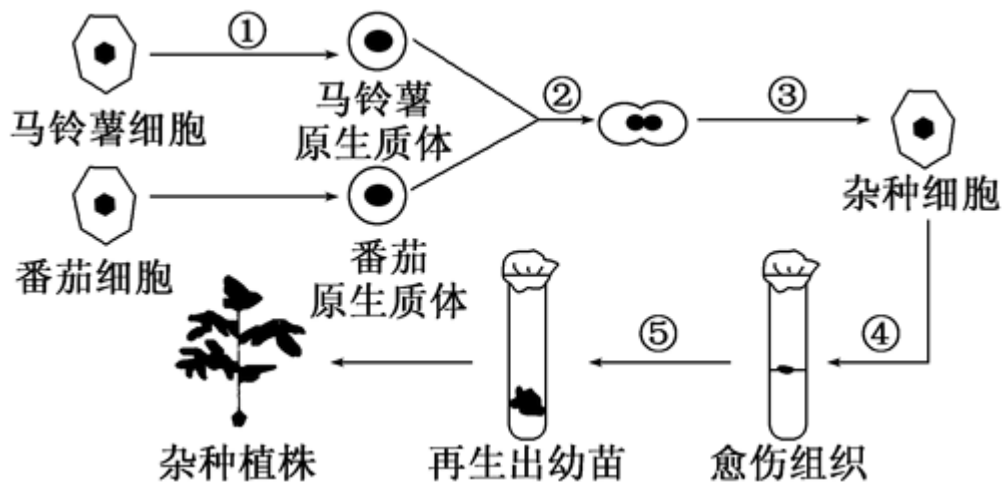 ①
马铃薯细胞
马铃薯
原生质体
②
③
杂种细胞
番茄细胞
番茄
原生质体
④
愈伤组织
⑤
再生出幼苗
杂种植株